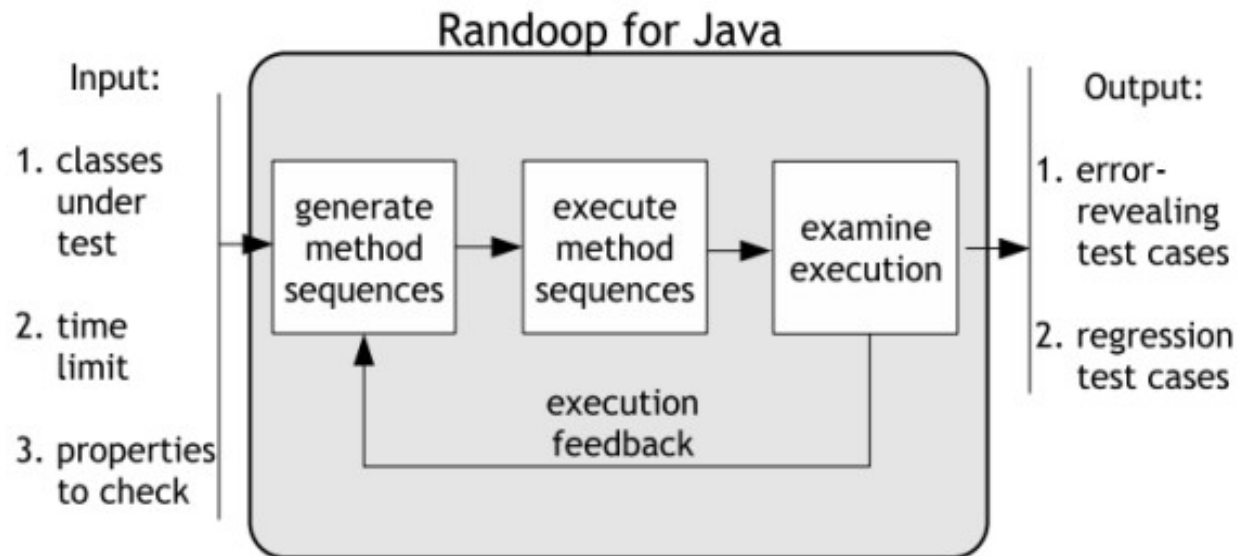 Randoop for Java
Input:
1. classes
under
test
2. time
limit
3. properties
to check
generate
method
sequences
execute
method
sequences
examine
execution
execution
feedback
Output:
1. error-
revealing
test cases
2. regression
test cases